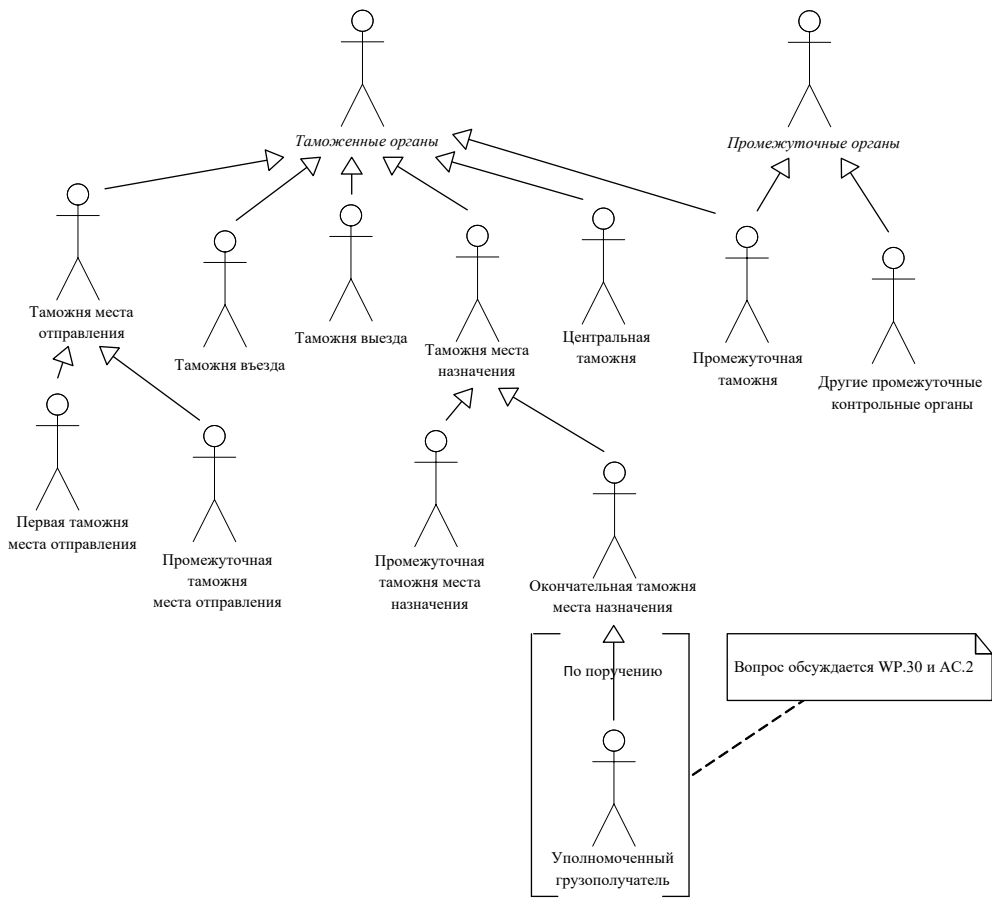 Таможенные органы
Промежуточные органы
Таможня места
отправления
Таможня въезда
Таможня выезда
Таможня места
назначения
Центральная
таможня
Промежуточная
таможня
Другие промежуточные
контрольные органы
Первая таможня
места отправления
Промежуточная
таможня
места отправления
Промежуточная
таможня места
назначения
Окончательная таможня
места назначения
По поручению
Вопрос обсуждается WP.30 и AC.2
Уполномоченный
грузополучатель